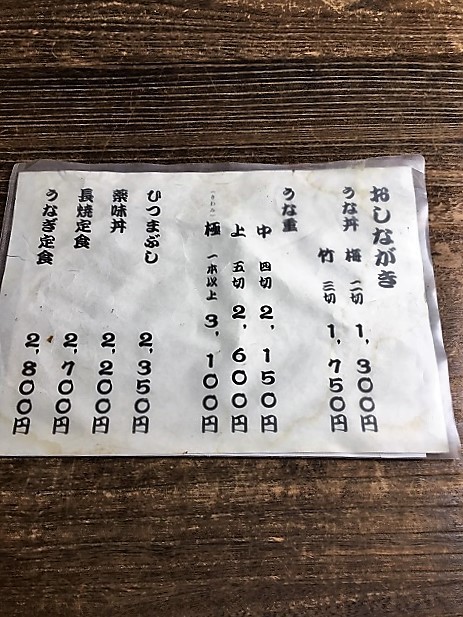 おしながき
うな丼 梅 二切 1,300円
竹 三切 1,750円
うな重
中 四切 2,150円
上 五切 2,600円
(きわみ)
極 一本以上 3,100円
ひつまぶし 2,350円
薬味丼 2,200円
長焼定食 2,700円
うなぎ定食 2,800円